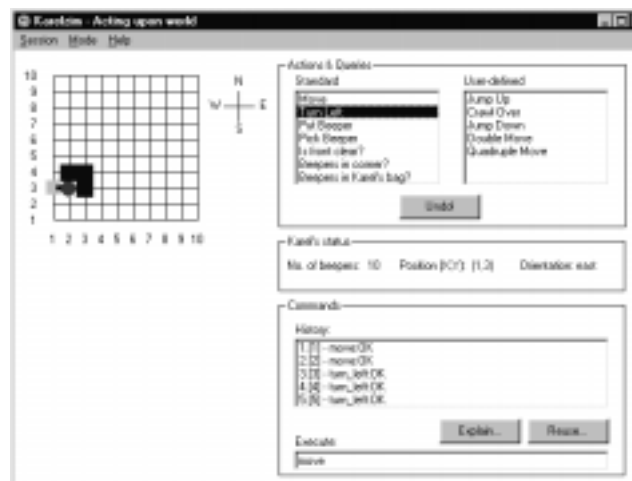 Karelzim - Acting upon world
Session Mode Help
10
9
8
7
6
5
4
3
2
1
1 2 3 4 5 6 7 8 9 10
N
W E
S
Actions & Queries
Standard
User-defined
Move
Turn Left
Put Beeper
Pick Beeper
Is front clear?
Beepers in corner?
Beepers in Karel's bag?
Jump Up
Crawl Over
Jump Down
Double Move
Quadruple Move
Undo!
Karel's status
No. of beepers: 10 Position (X,Y): (1,3) Orientation: east
Commands
History:
1:[1] - move:OK
2:[2] - move:OK
3:[3] - turn_left:OK
4:[4] - turn_left:OK
5:[5] - turn_left:OK
Explain... Reuse...
Execute
move